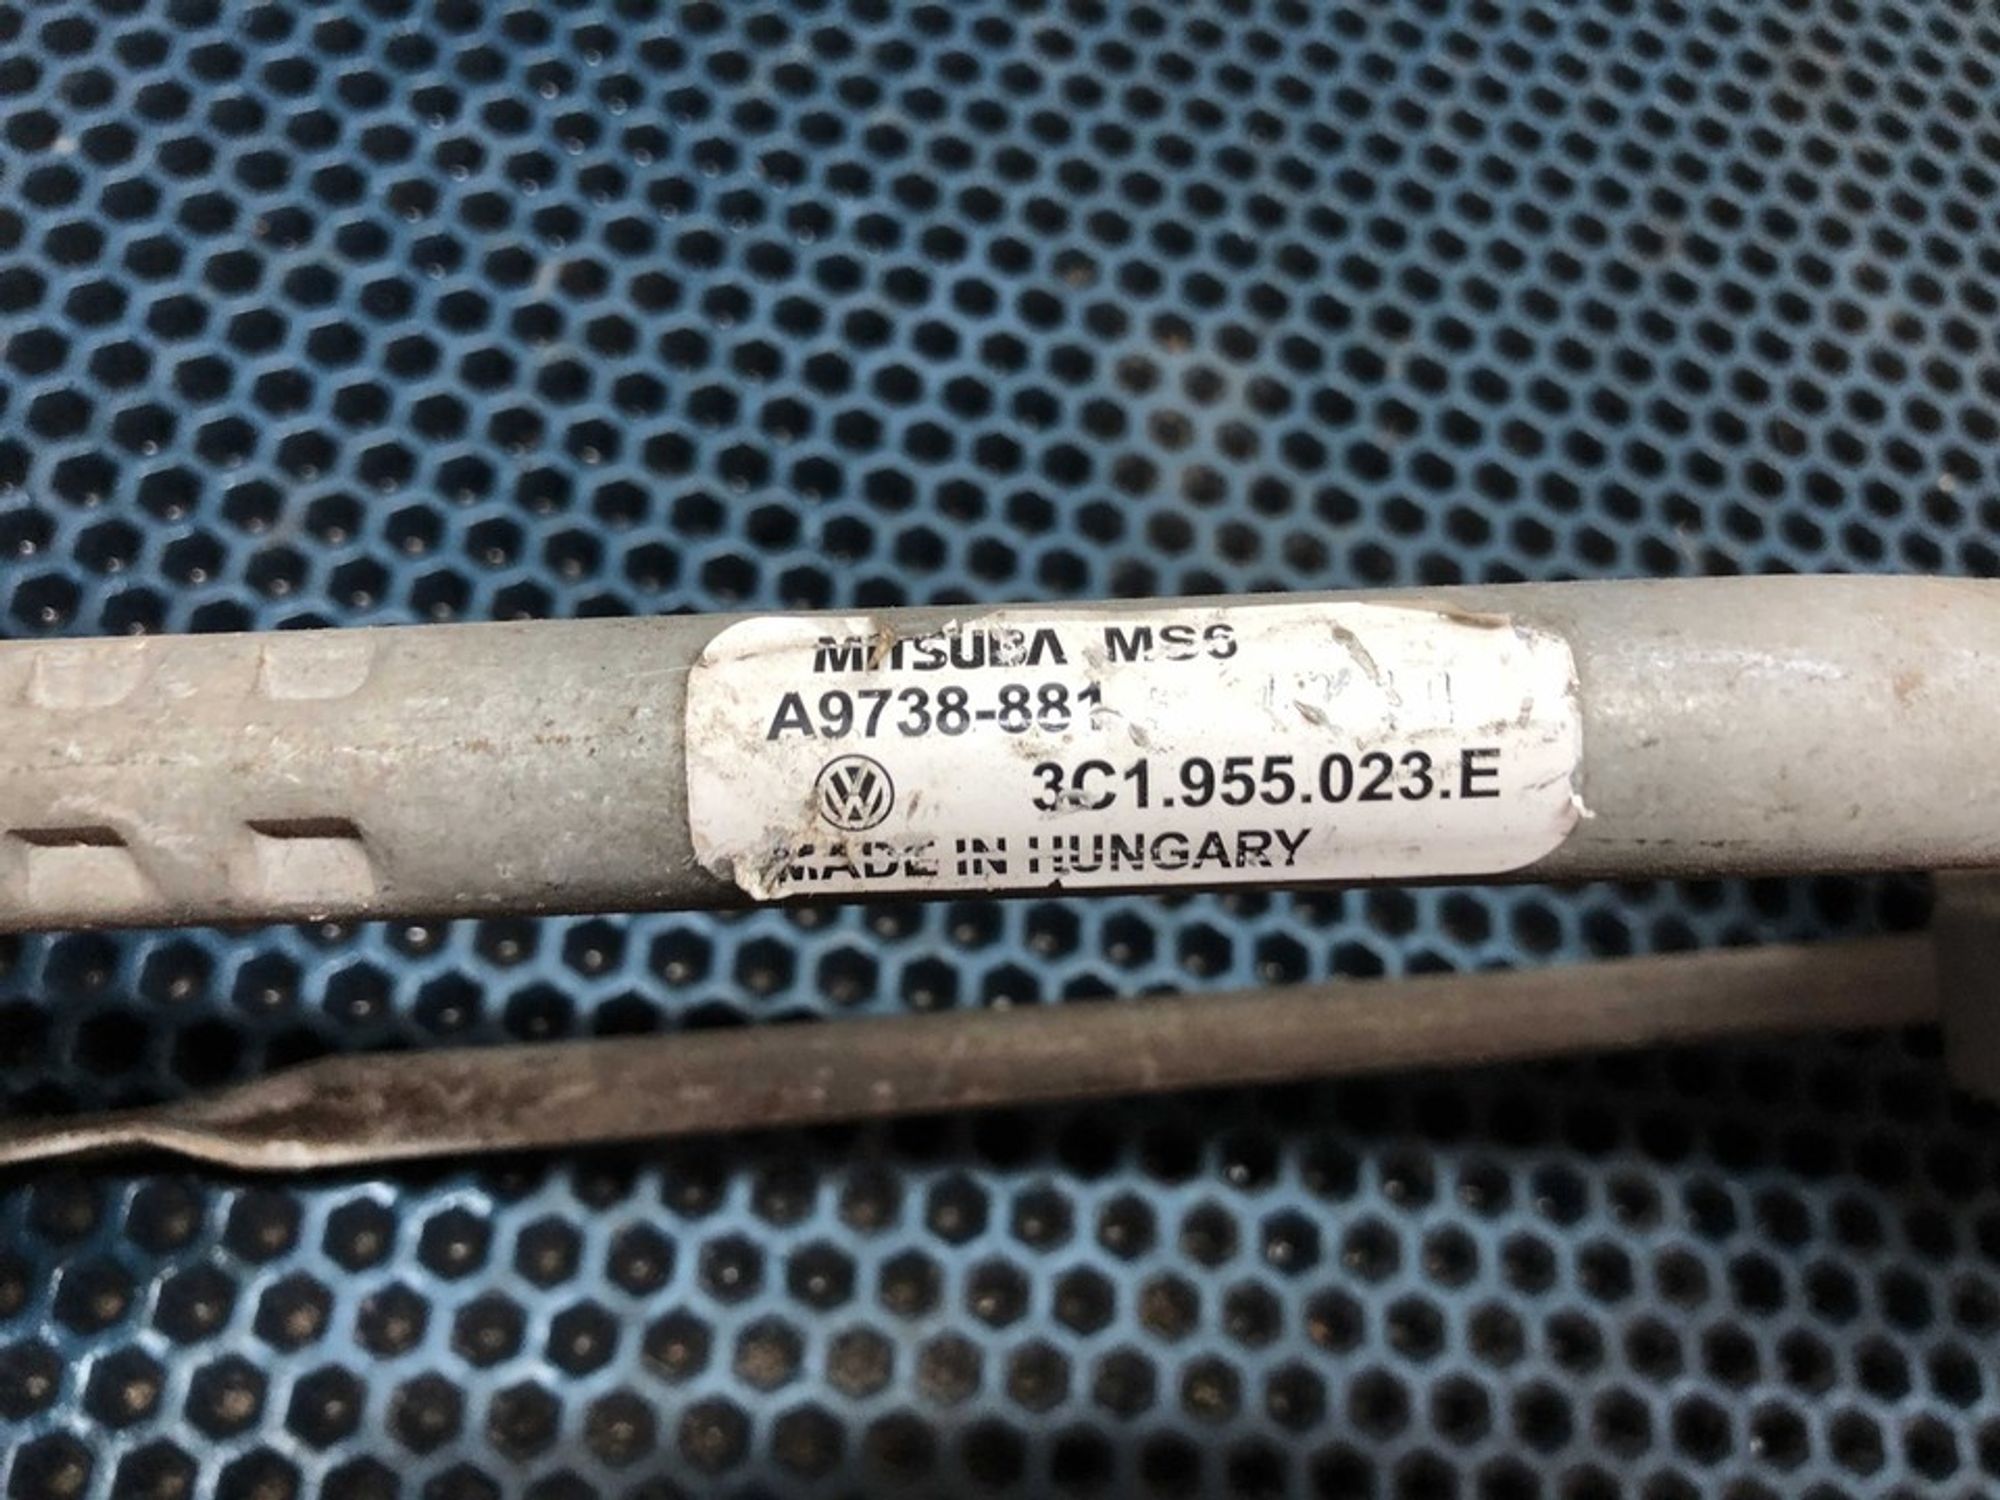 MITSUBA MS6
A9738-881
3C1.955.023.E
MADE IN HUNGARY